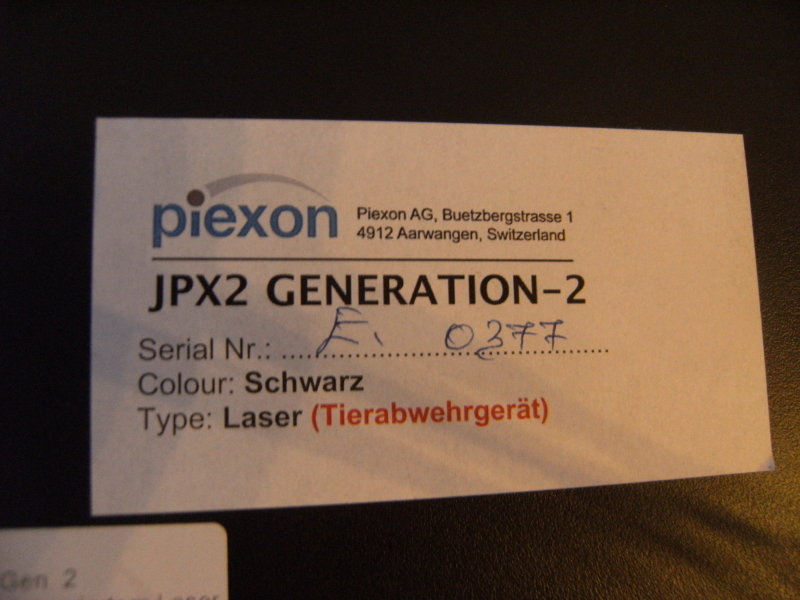 piexon
Piexon AG, Buetzbergstrasse 1
4912 Aarwangen, Switzerland
JPX2 GENERATION-2
Serial Nr.: ....E. 0377....
Colour: Schwarz
Type: Laser (Tierabwehrgerät)
Gen 2
Laser